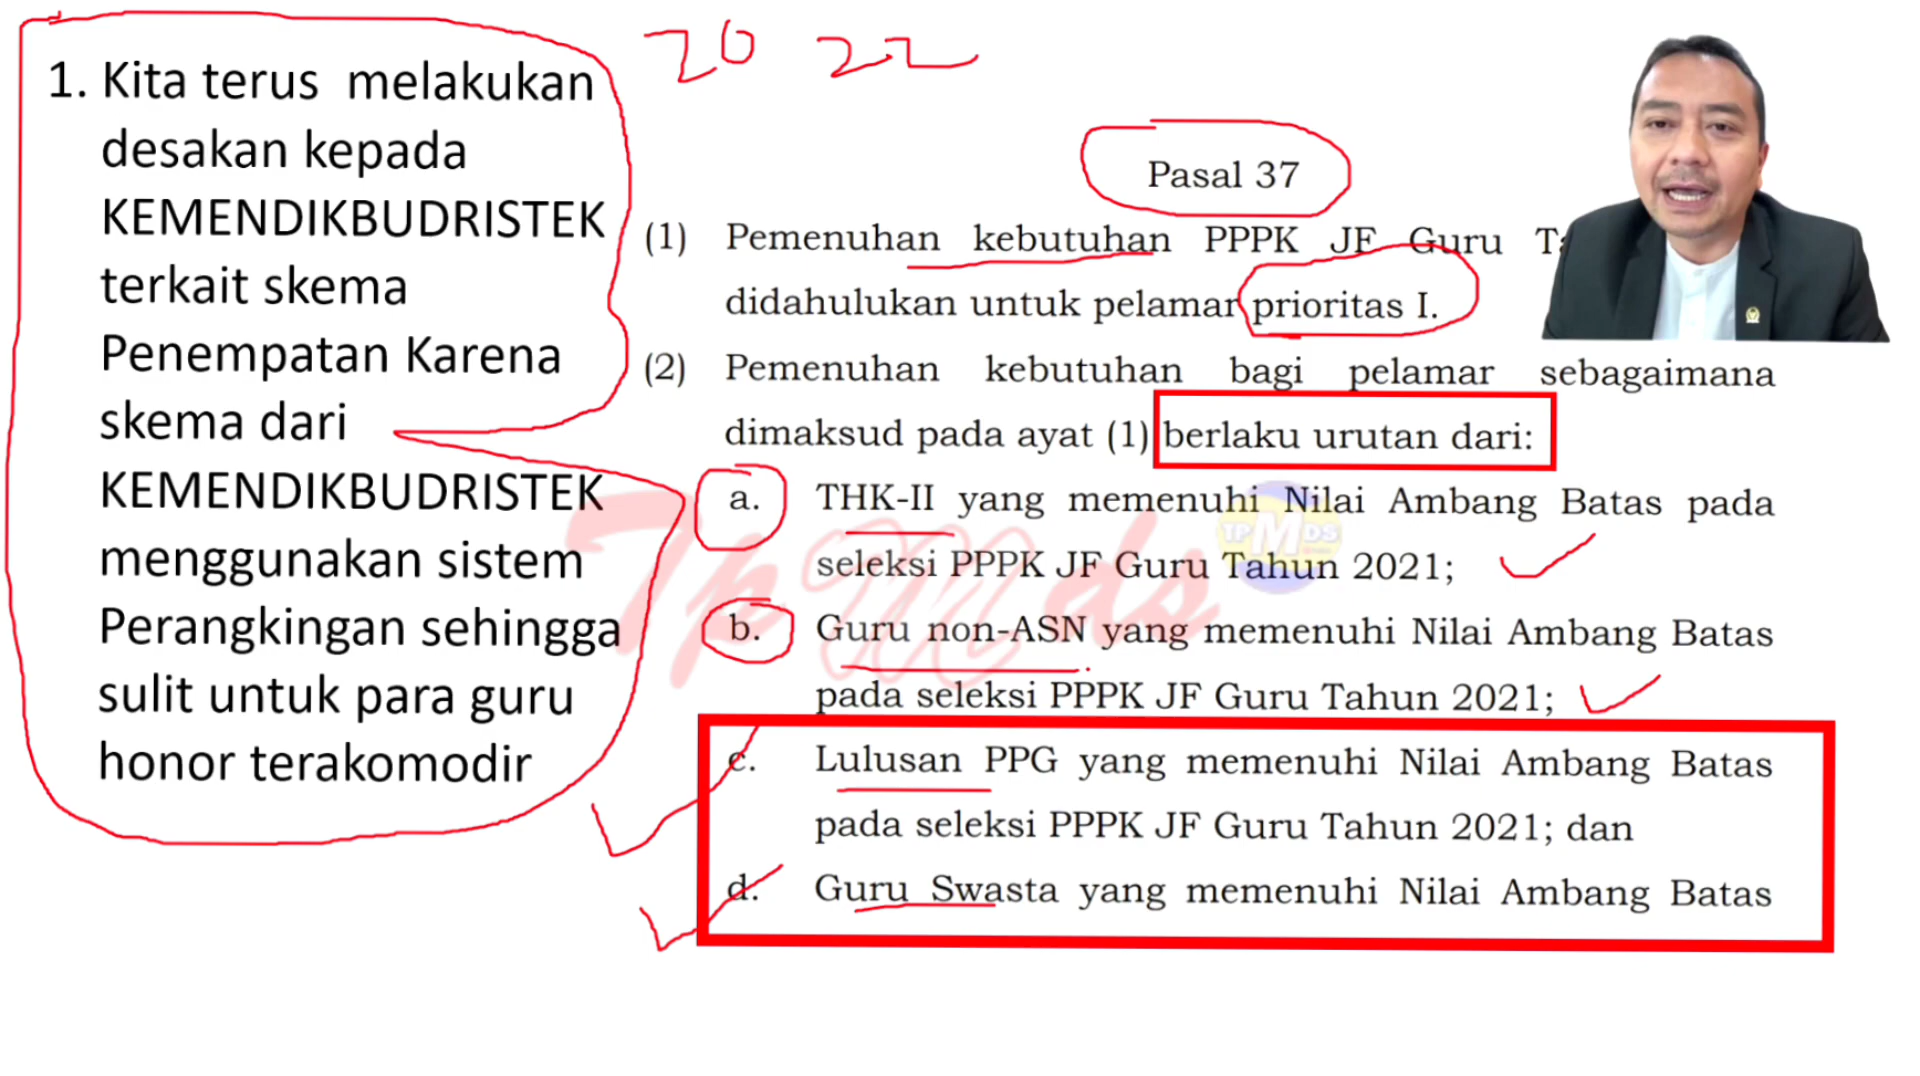 20 22
1. Kita terus melakukan
desakan kepada
KEMENDIKBUDRISTEK
terkait skema
Penempatan Karena
skema dari
KEMENDIKBUDRISTEK
menggunakan sistem
Perangkingan sehingga
sulit untuk para guru
honor terakomodir
Pasal 37
(1) Pemenuhan kebutuhan PPPK JF Guru
didahulukan untuk pelamar prioritas I.
(2) Pemenuhan kebutuhan bagi pelamar sebagaimana
dimaksud pada ayat (1) berlaku urutan dari:
a. THK-II yang memenuhi Nilai Ambang Batas pada
seleksi PPPK JF Guru Tahun 2021;
b. Guru non-ASN yang memenuhi Nilai Ambang Batas
pada seleksi PPPK JF Guru Tahun 2021;
c. Lulusan PPG yang memenuhi Nilai Ambang Batas
pada seleksi PPPK JF Guru Tahun 2021; dan
d. Guru Swasta yang memenuhi Nilai Ambang Batas
Tp M ds
TPMDS